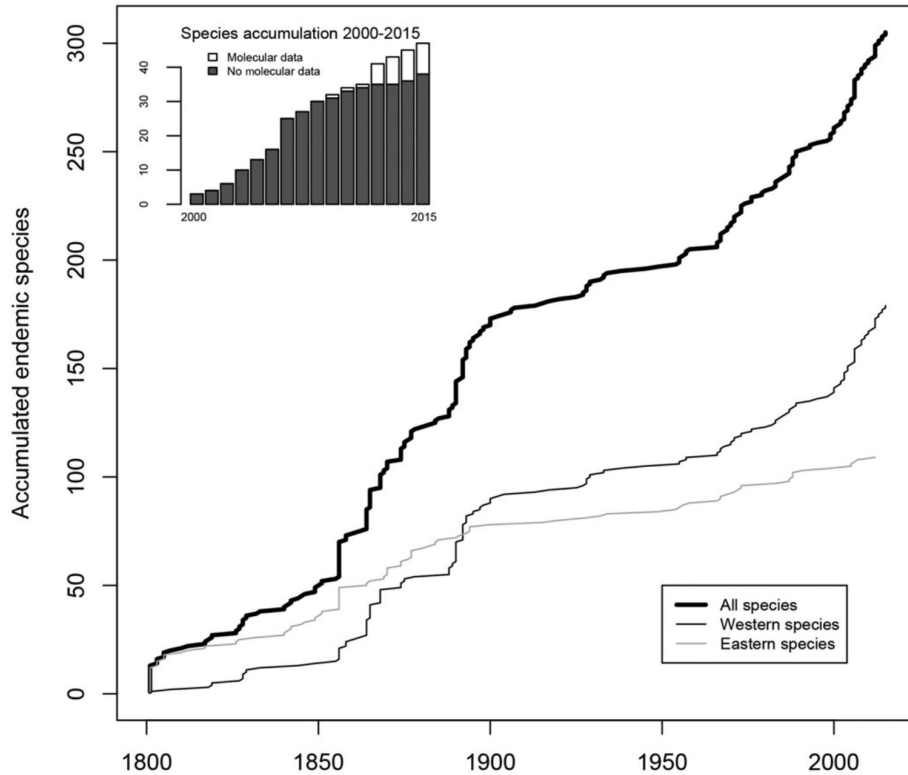 Species accumulation 2000-2015
Molecular data
No molecular data
40
30
20
10
0
2000
2015
Accumulated endemic species
300
250
200
150
100
50
0
All species
Western species
Eastern species
1800
1850
1900
1950
2000